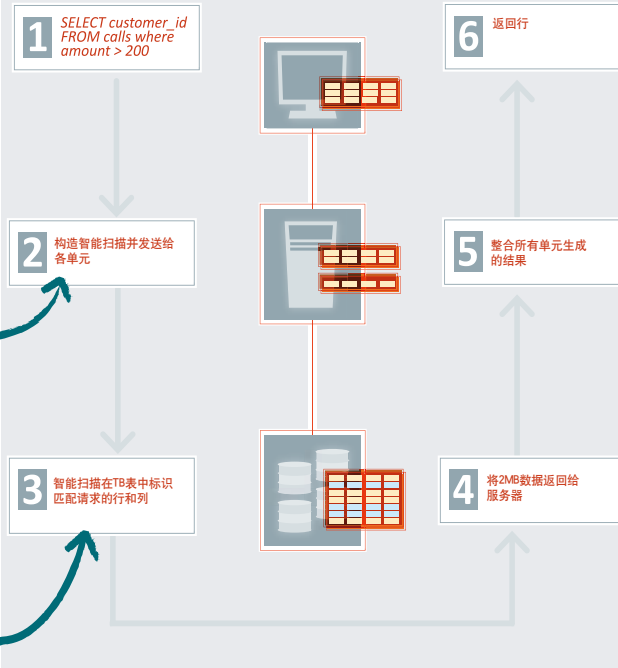 1
SELECT customer_id
FROM calls where
amount > 200
2
构造智能扫描并发送给
各单元
3
智能扫描在TB表中标识
匹配请求的行和列
4
将2MB数据返回给
服务器
5
整合所有单元生成
的结果
6
返回行